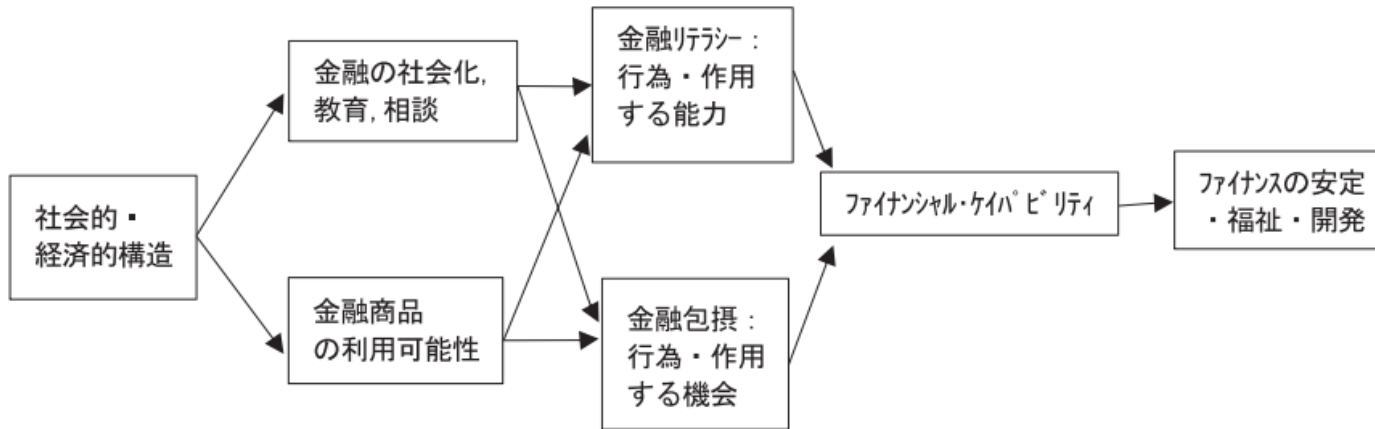 社会的・
経済的構造
金融の社会化,
教育, 相談
金融商品
の利用可能性
金融ﾘﾃﾗｼｰ：
行為・作用
する能力
金融包摂：
行為・作用
する機会
ﾌｧｲﾅﾝｼｬﾙ・ｹｲﾊﾟﾋﾞﾘﾃｨ
ﾌｧｲﾅﾝｽの安定
・福祉・開発